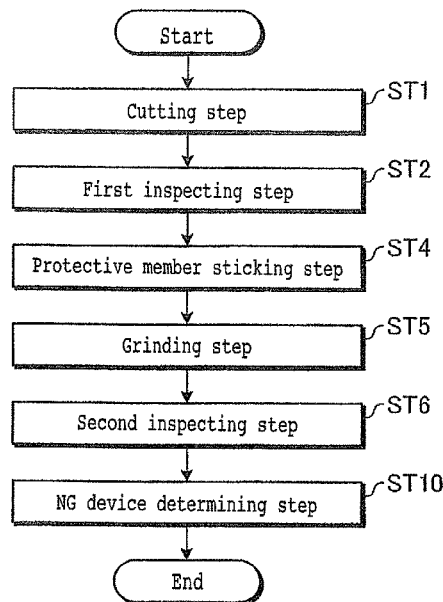 Start
Cutting step
ST1
First inspecting step
ST2
Protective member sticking step
ST4
Grinding step
ST5
Second inspecting step
ST6
NG device determining step
ST10
End